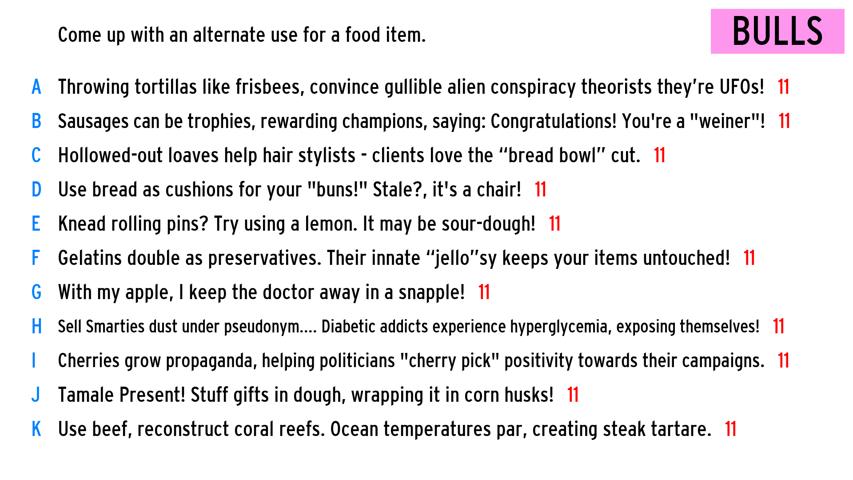 Come up with an alternate use for a food item.
BULLS
A Throwing tortillas like frisbees, convince gullible alien conspiracy theorists they're UFOs! 11
B Sausages can be trophies, rewarding champions, saying: Congratulations! You're a "weiner"! 11
C Hollowed-out loaves help hair stylists - clients love the “bread bowl” cut. 11
D Use bread as cushions for your "buns!" Stale?, it's a chair! 11
E Knead rolling pins? Try using a lemon. It may be sour-dough! 11
F Gelatins double as preservatives. Their innate “jello”sy keeps your items untouched! 11
G With my apple, I keep the doctor away in a snapple! 11
H Sell Smarties dust under pseudonym.... Diabetic addicts experience hyperglycemia, exposing themselves! 11
I Cherries grow propaganda, helping politicians "cherry pick" positivity towards their campaigns. 11
J Tamale Present! Stuff gifts in dough, wrapping it in corn husks! 11
K Use beef, reconstruct coral reefs. Ocean temperatures par, creating steak tartare. 11